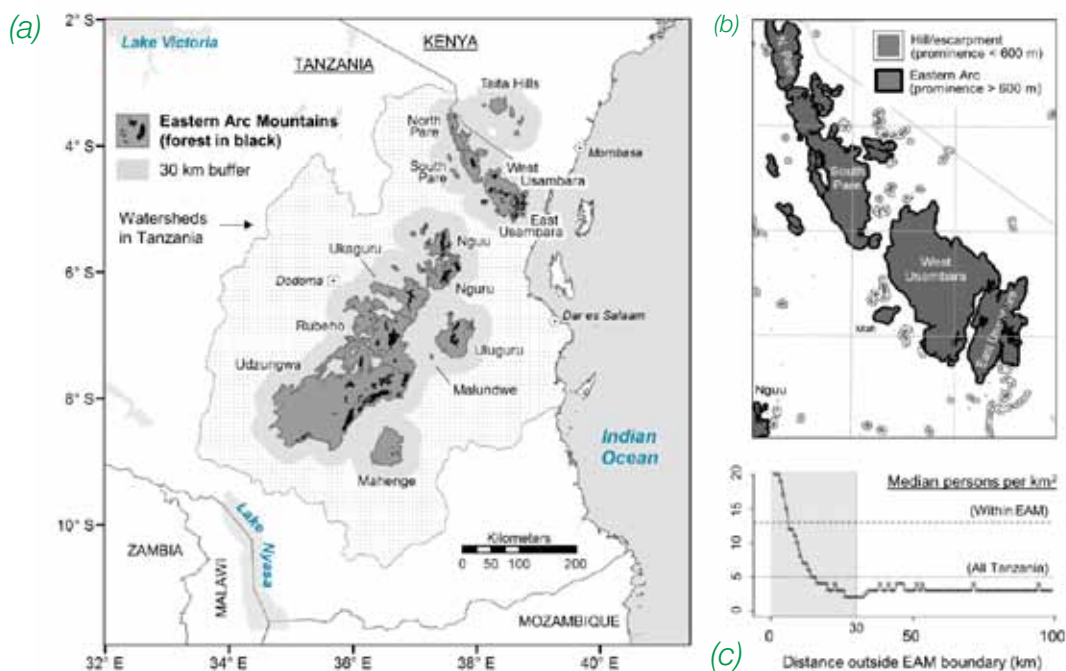 (a)
2° S
4° S
6° S
8° S
10° S
32° E
34° E
36° E
38° E
40° E
Lake Victoria
KENYA
TANZANIA
Taita Hills
Eastern Arc Mountains
(forest in black)
30 km buffer
North
Pare
South
Pare
Mombasa
West
Usambara
East
Usambara
Watersheds
in Tanzania
Ukaguru
Nguu
Dodoma
Nguru
Rubeho
Dar es Salaam
Uluguru
Udzungwa
Malundwe
Mahenge
Indian
Ocean
Kilometers
0 50 100 200
Lake Nyasa
ZAMBIA
MALAWI
MOZAMBIQUE
(b)
Hill/escarpment
(prominence < 600 m)
Eastern Arc
(prominence > 600 m)
South
Pare
West
Usambara
Nguu
(c)
Median persons per km²
(Within EAM)
(All Tanzania)
20
15
10
5
0
0
30
50
100
Distance outside EAM boundary (km)